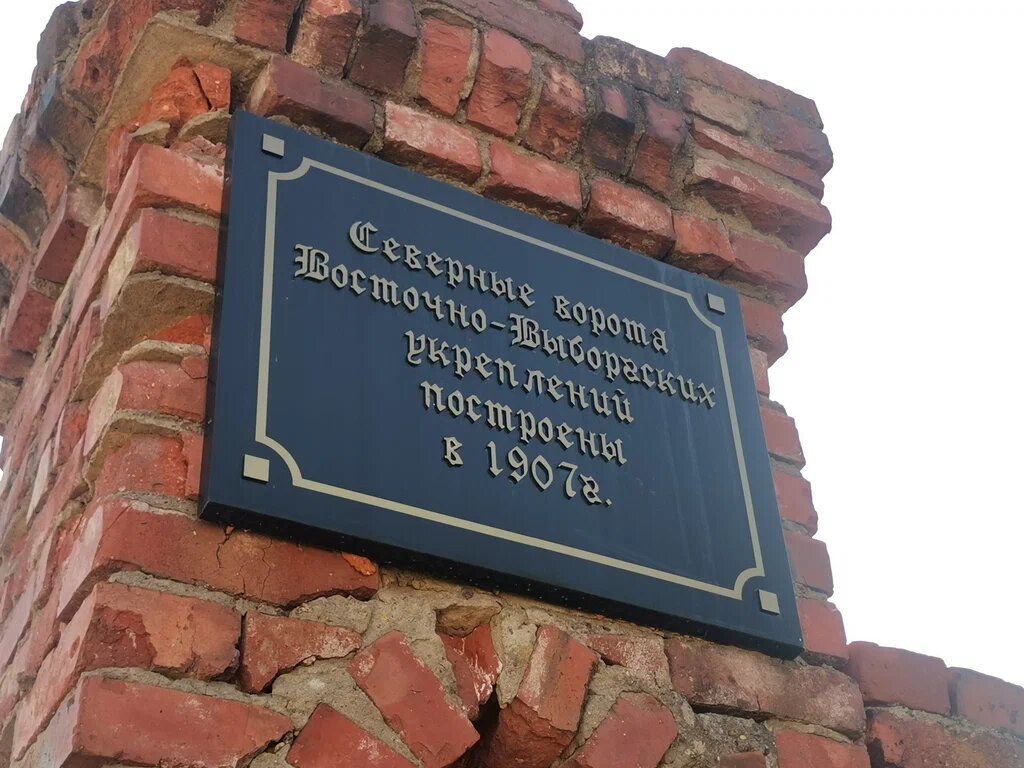 Северные ворота
Восточно-Выборгских
укреплений
построены
в 1907г.